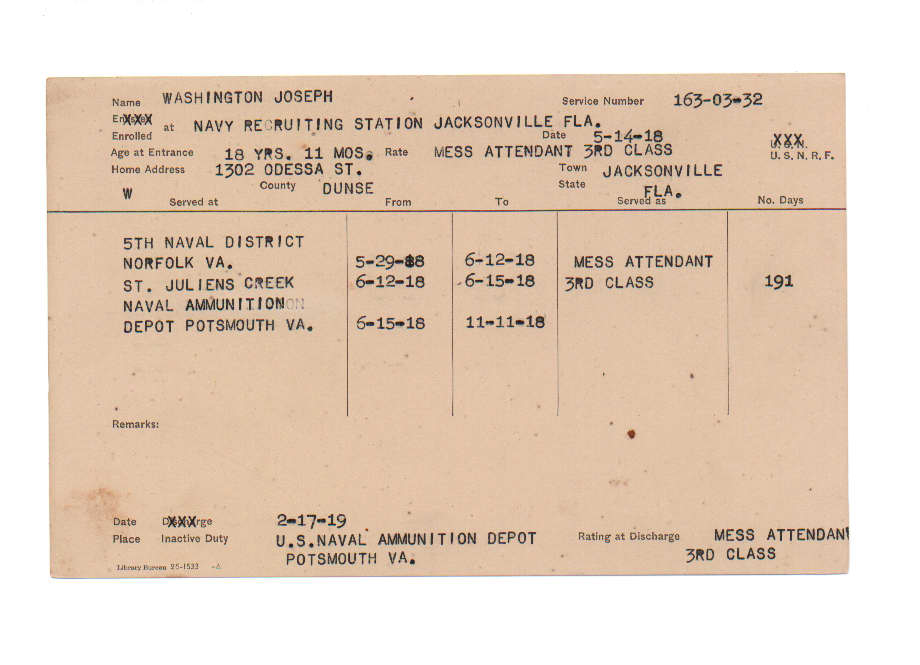 Name WASHINGTON JOSEPH Service Number 163-03-32
Enrolled at NAVY RECRUITING STATION JACKSONVILLE FLA.
Date 5-14-18 XXX
Age at Entrance 18 YRS. 11 MOS. Rate MESS ATTENDANT 3RD CLASS U. S. N. R. F.
Home Address 1302 ODESSA ST. Town JACKSONVILLE
W County DUNSE State FLA.
Served at From To Served as No. Days
5TH NAVAL DISTRICT
NORFOLK VA. 5-29-18 6-12-18 MESS ATTENDANT
ST. JULIENS CREEK 6-12-18 6-15-18 3RD CLASS 191
NAVAL AMMUNITION
DEPOT POTSMOUTH VA. 6-15-18 11-11-18
Remarks:
Date 2-17-19
Place Inactive Duty U.S.NAVAL AMMUNITION DEPOT Rating at Discharge MESS ATTENDAN
POTSMOUTH VA. 3RD CLASS
Library Bureau 25-1533